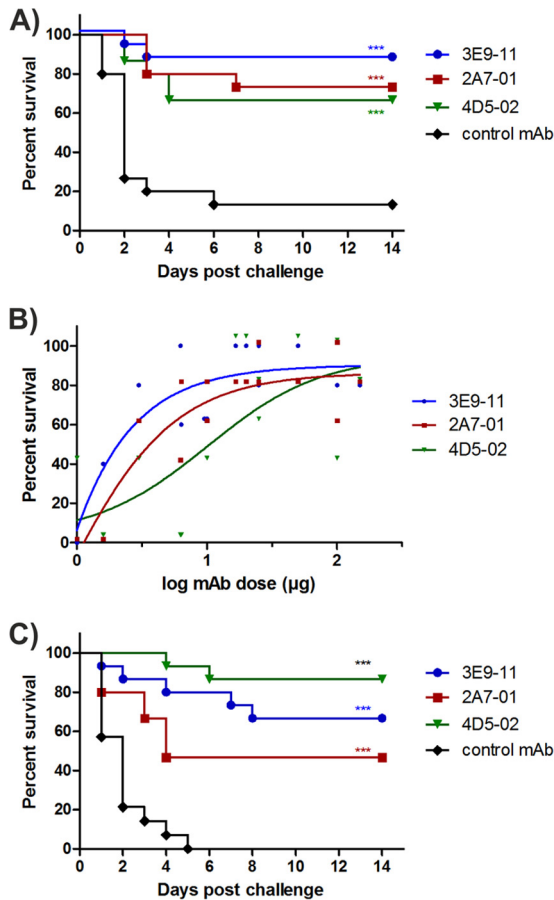 A)
Percent survival
100
80
60
40
20
0
0 2 4 6 8 10 12 14
Days post challenge
***
***
***
3E9-11
2A7-01
4D5-02
control mAb
B)
Percent survival
100
80
60
40
20
0
0 1 2
log mAb dose (µg)
3E9-11
2A7-01
4D5-02
C)
Percent survival
100
80
60
40
20
0
0 2 4 6 8 10 12 14
Days post challenge
***
***
***
3E9-11
2A7-01
4D5-02
control mAb